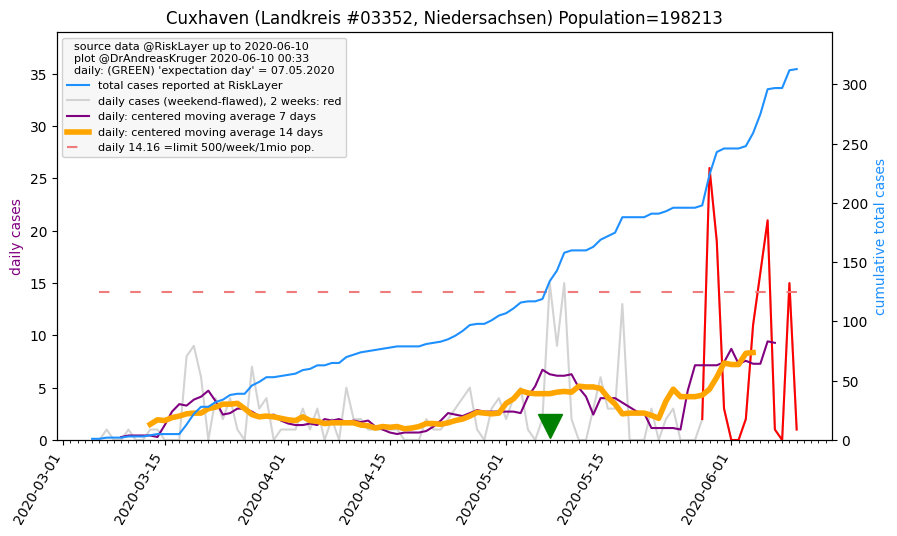 Cuxhaven (Landkreis #03352, Niedersachsen) Population=198213
source data @RiskLayer up to 2020-06-10
plot @DrAndreasKruger 2020-06-10 00:33
daily: (GREEN) 'expectation day' = 07.05.2020
total cases reported at RiskLayer
daily cases (weekend-flawed), 2 weeks: red
daily: centered moving average 7 days
daily: centered moving average 14 days
daily 14.16 =limit 500/week/1mio pop.
daily cases
35
30
25
20
15
10
5
0
cumulative total cases
300
250
200
150
100
50
0
2020-03-01
2020-03-15
2020-04-01
2020-04-15
2020-05-01
2020-05-15
2020-06-01